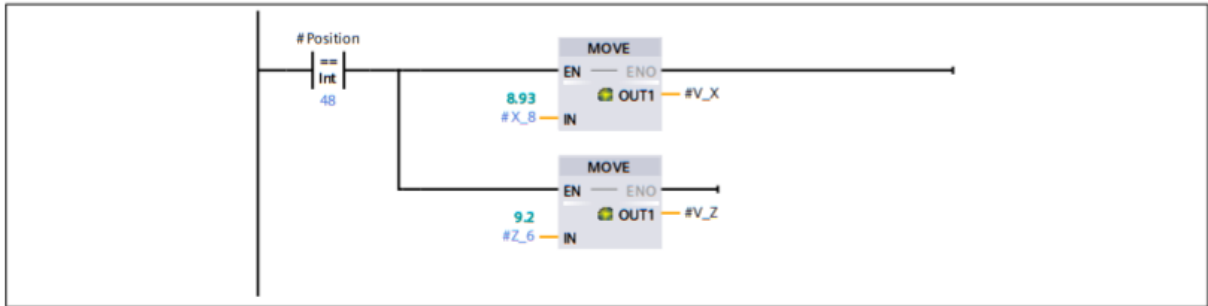 #Position
==
Int
48
MOVE
EN
ENO
OUT1
#V_X
8.93
#X_8
IN
MOVE
EN
ENO
OUT1
#V_Z
9.2
#Z_6
IN